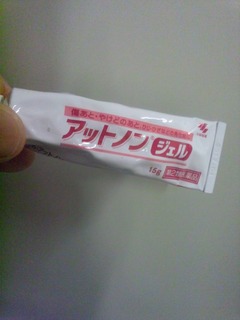 傷あと・やけどのあと
アットノン ジェル
15g 第2類医薬品